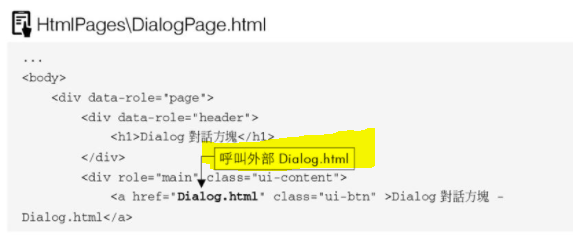 HtmlPages\DialogPage.html
...
<body>
<div data-role="page">
<div data-role="header">
<h1>Dialog 對話方塊</h1>
</div>
呼叫外部 Dialog.html
<div role="main" class="ui-content">
<a href="Dialog.html" class="ui-btn" >Dialog 對話方塊 -
Dialog.html</a>